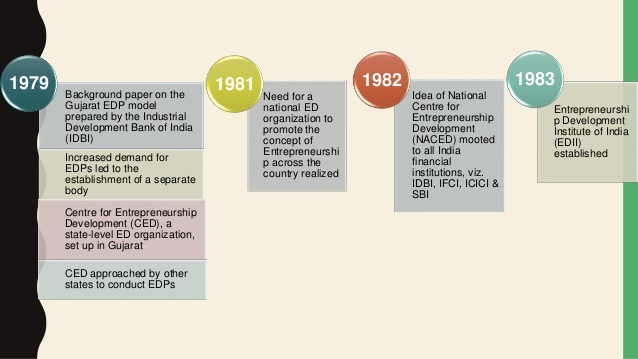 1979
Background paper on the
Gujarat EDP model
prepared by the Industrial
Development Bank of India
(IDBI)
Increased demand for
EDPs led to the
establishment of a separate
body
Centre for Entrepreneurship
Development (CED), a
state-level ED organization,
set up in Gujarat
CED approached by other
states to conduct EDPs
1981
Need for a
national ED
organization to
promote the
concept of
Entrepreneurshi
p across the
country realized
1982
Idea of National
Centre for
Entrepreneurship
Development
(NACED) mooted
to all India
financial
institutions, viz.
IDBI, IFCI, ICICI &
SBI
1983
Entrepreneurshi
p Development
Institute of India
(EDII)
established